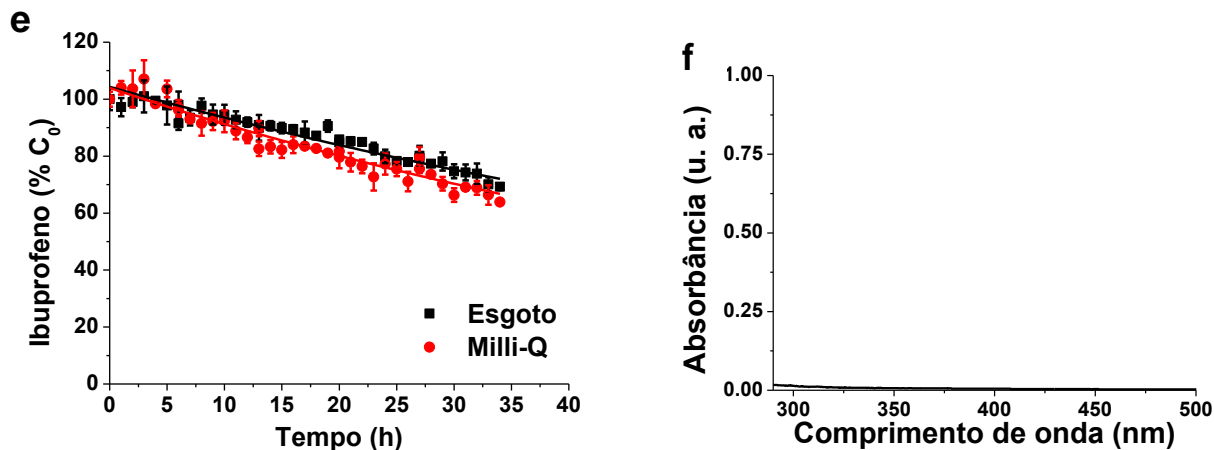 e
120
100
80
60
40
20
0
Ibuprofeno (% C₀)
Esgoto
Milli-Q
0 5 10 15 20 25 30 35 40
Tempo (h)
f
1.00
0.75
0.50
0.25
0.00
Absorbância (u. a.)
300 350 400 450 500
Comprimento de onda (nm)